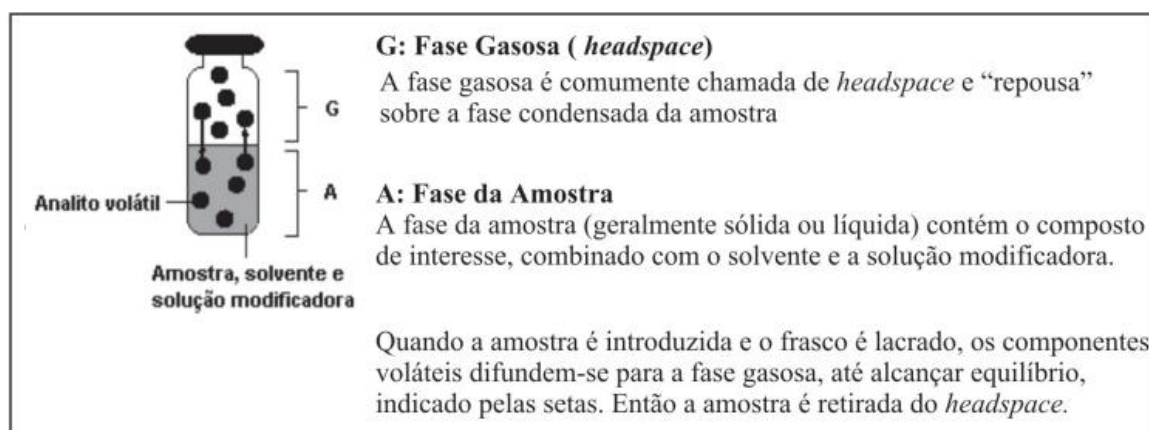 G: Fase Gasosa ( headspace)
A fase gasosa é comumente chamada de headspace e “repousa”
sobre a fase condensada da amostra
G
A
Analito volátil
Amostra, solvente e
solução modificadora
A: Fase da Amostra
A fase da amostra (geralmente sólida ou líquida) contém o composto
de interesse, combinado com o solvente e a solução modificadora.
Quando a amostra é introduzida e o frasco é lacrado, os componentes
voláteis difundem-se para a fase gasosa, até alcançar equilíbrio,
indicado pelas setas. Então a amostra é retirada do headspace.